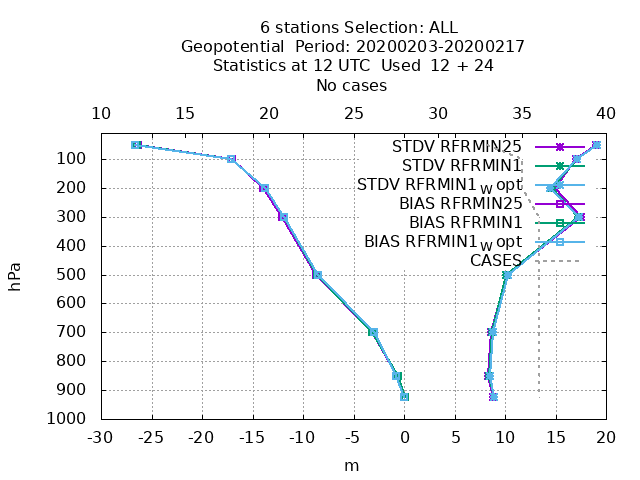 6 stations Selection: ALL
Geopotential  Period: 20200203-20200217
Statistics at 12 UTC  Used  12 + 24
No cases
10 15 20 25 30 35 40
STDV RFRMIN25
STDV RFRMIN1
STDV RFRMIN1w opt
BIAS RFRMIN25
BIAS RFRMIN1
BIAS RFRMIN1w opt
CASES
hPa
100
200
300
400
500
600
700
800
900
1000
-30 -25 -20 -15 -10 -5 0 5 10 15 20
m